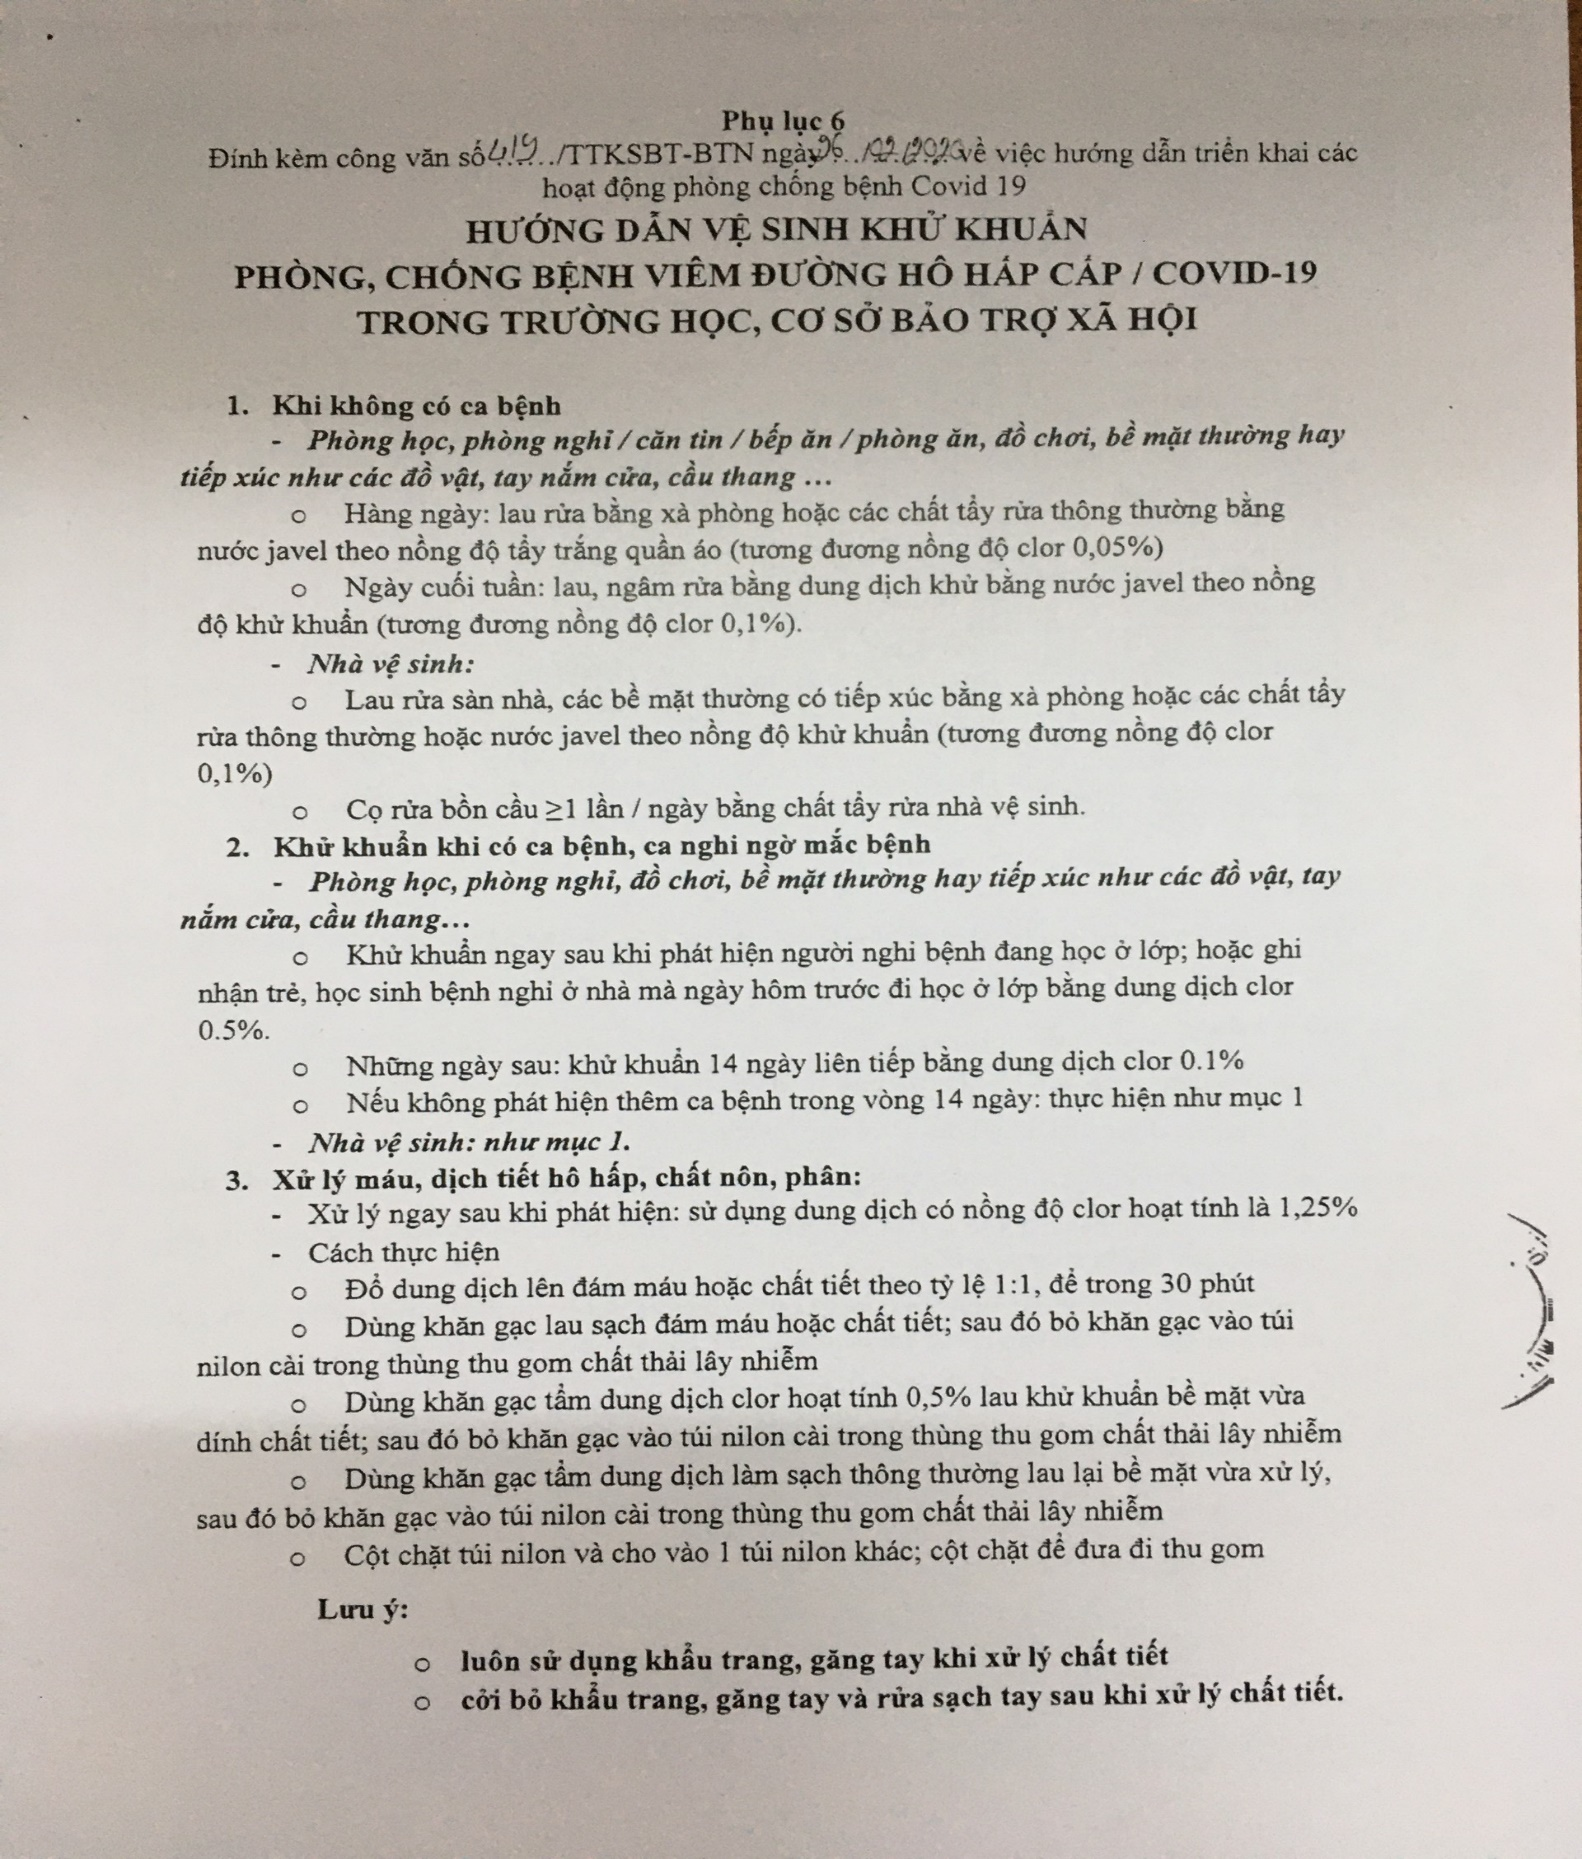 Phụ lục 6
Đính kèm công văn số 419../TTKSBT-BTN ngày 26../02./2020 về việc hướng dẫn triển khai các
hoạt động phòng chống bệnh Covid 19
HƯỚNG DẪN VỆ SINH KHỬ KHUẨN
PHÒNG, CHỐNG BỆNH VIÊM ĐƯỜNG HÔ HẤP CẤP / COVID-19
TRONG TRƯỜNG HỌC, CƠ SỞ BẢO TRỢ XÃ HỘI
1. Khi không có ca bệnh
- Phòng học, phòng nghỉ / căn tin / bếp ăn / phòng ăn, đồ chơi, bề mặt thường hay
tiếp xúc như các đồ vật, tay nắm cửa, cầu thang ...
o Hàng ngày: lau rửa bằng xà phòng hoặc các chất tẩy rửa thông thường bằng
nước javel theo nồng độ tẩy trắng quần áo (tương đương nồng độ clor 0,05%)
o Ngày cuối tuần: lau, ngâm rửa bằng dung dịch khử bằng nước javel theo nồng
độ khử khuẩn (tương đương nồng độ clor 0,1%).
- Nhà vệ sinh:
o Lau rửa sàn nhà, các bề mặt thường có tiếp xúc bằng xà phòng hoặc các chất tẩy
rửa thông thường hoặc nước javel theo nồng độ khử khuẩn (tương đương nồng độ clor
0,1%)
o Cọ rửa bồn cầu ≥1 lần / ngày bằng chất tẩy rửa nhà vệ sinh.
2. Khử khuẩn khi có ca bệnh, ca nghi ngờ mắc bệnh
- Phòng học, phòng nghỉ, đồ chơi, bề mặt thường hay tiếp xúc như các đồ vật, tay
nắm cửa, cầu thang...
o Khử khuẩn ngay sau khi phát hiện người nghi bệnh đang học ở lớp; hoặc ghi
nhận trẻ, học sinh bệnh nghỉ ở nhà mà ngày hôm trước đi học ở lớp bằng dung dịch clor
0.5%.
o Những ngày sau: khử khuẩn 14 ngày liên tiếp bằng dung dịch clor 0.1%
o Nếu không phát hiện thêm ca bệnh trong vòng 14 ngày: thực hiện như mục 1
- Nhà vệ sinh: như mục 1.
3. Xử lý máu, dịch tiết hô hấp, chất nôn, phân:
- Xử lý ngay sau khi phát hiện: sử dụng dung dịch có nồng độ clor hoạt tính là 1,25%
- Cách thực hiện
o Đổ dung dịch lên đám máu hoặc chất tiết theo tỷ lệ 1:1, để trong 30 phút
o Dùng khăn gạc lau sạch đám máu hoặc chất tiết; sau đó bỏ khăn gạc vào túi
nilon cài trong thùng thu gom chất thải lây nhiễm
o Dùng khăn gạc tẩm dung dịch clor hoạt tính 0,5% lau khử khuẩn bề mặt vừa
dính chất tiết; sau đó bỏ khăn gạc vào túi nilon cài trong thùng thu gom chất thải lây nhiễm
o Dùng khăn gạc tẩm dung dịch làm sạch thông thường lau lại bề mặt vừa xử lý,
sau đó bỏ khăn gạc vào túi nilon cài trong thùng thu gom chất thải lây nhiễm
o Cột chặt túi nilon và cho vào 1 túi nilon khác; cột chặt để đưa đi thu gom
Lưu ý:
o luôn sử dụng khẩu trang, găng tay khi xử lý chất tiết
o cởi bỏ khẩu trang, găng tay và rửa sạch tay sau khi xử lý chất tiết.